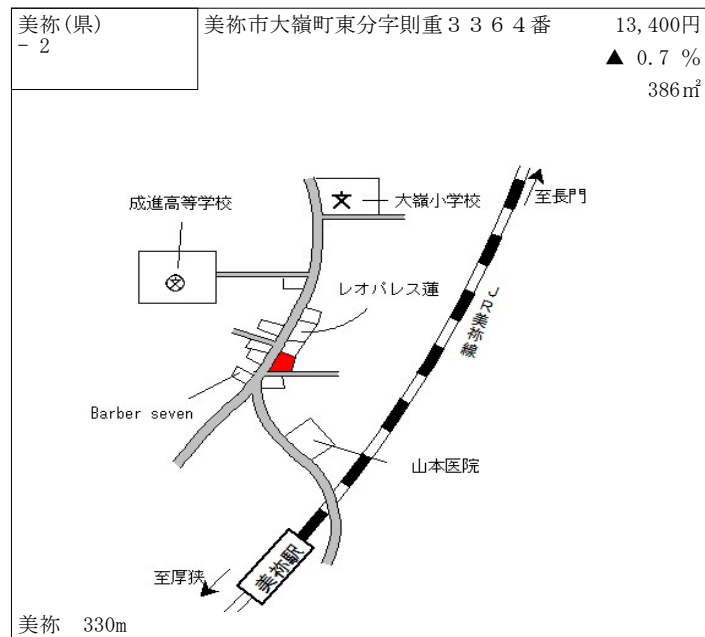 美祢(県)
- 2
美祢市大嶺町東分字則重３３６４番
13,400円
▲ 0.7 %
386㎡
成進高等学校
大嶺小学校
至長門
レオパレス蓮
JR美祢線
Barber seven
山本医院
美祢駅
至厚狭
美祢 330m